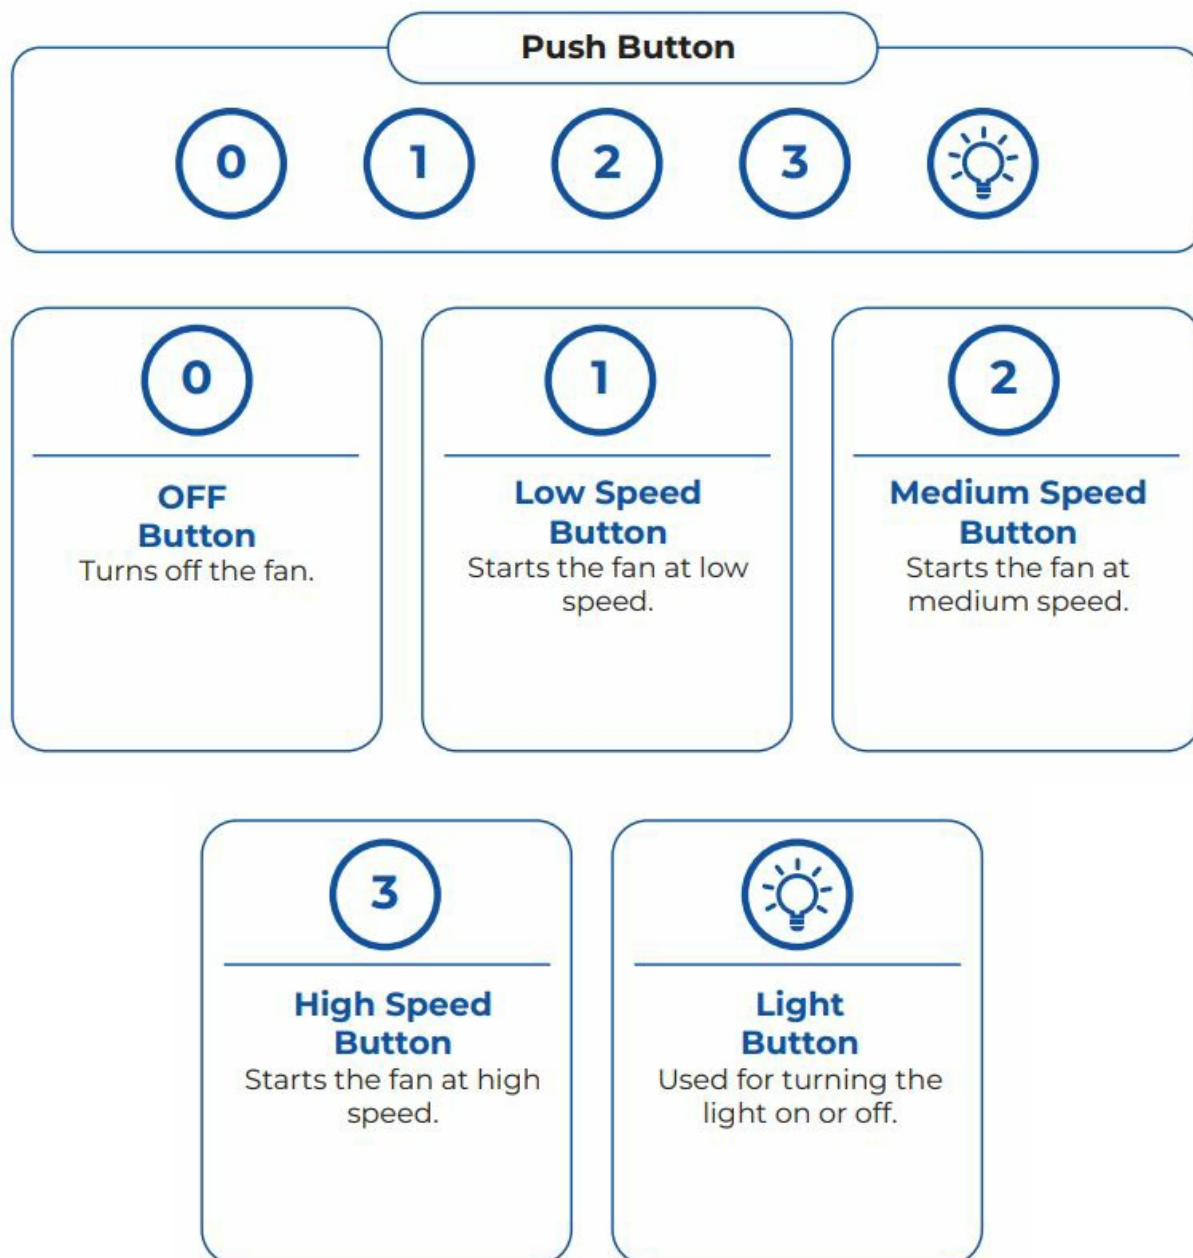 Push Button
0 1 2 3
0
OFF
Button
Turns off the fan.
1
Low Speed
Button
Starts the fan at low
speed.
2
Medium Speed
Button
Starts the fan at
medium speed.
3
High Speed
Button
Starts the fan at high
speed.
Light
Button
Used for turning the
light on or off.